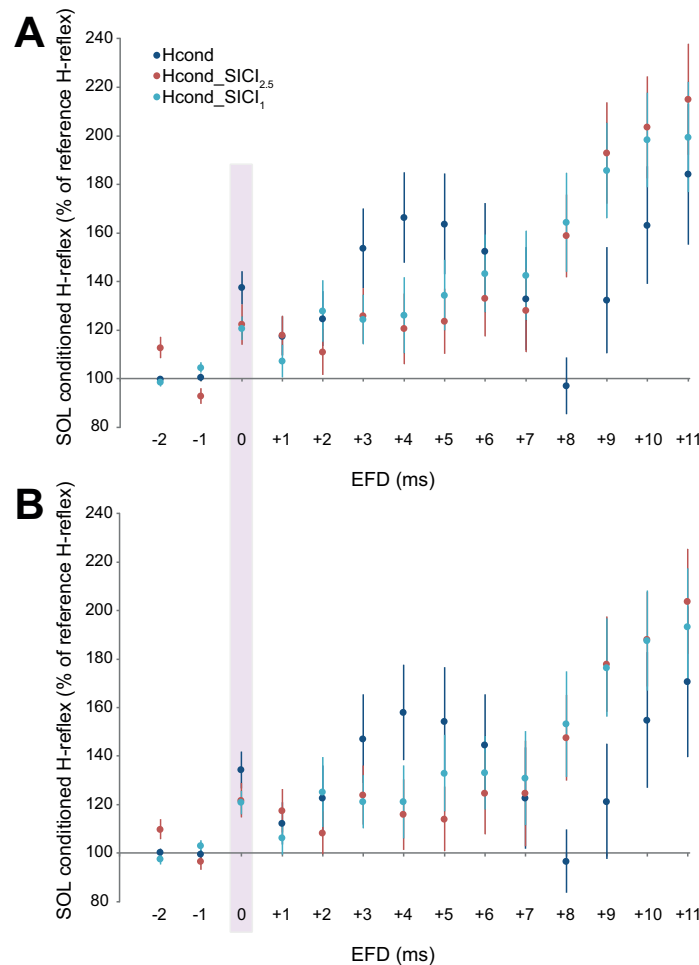 A
SOL conditioned H-reflex (% of reference H-reflex)
240
220
200
180
160
140
120
100
80
Hcond
Hcond_SICI2.5
Hcond_SICI1
-2 -1 0 +1 +2 +3 +4 +5 +6 +7 +8 +9 +10 +11
EFD (ms)
B
SOL conditioned H-reflex (% of reference H-reflex)
240
220
200
180
160
140
120
100
80
-2 -1 0 +1 +2 +3 +4 +5 +6 +7 +8 +9 +10 +11
EFD (ms)